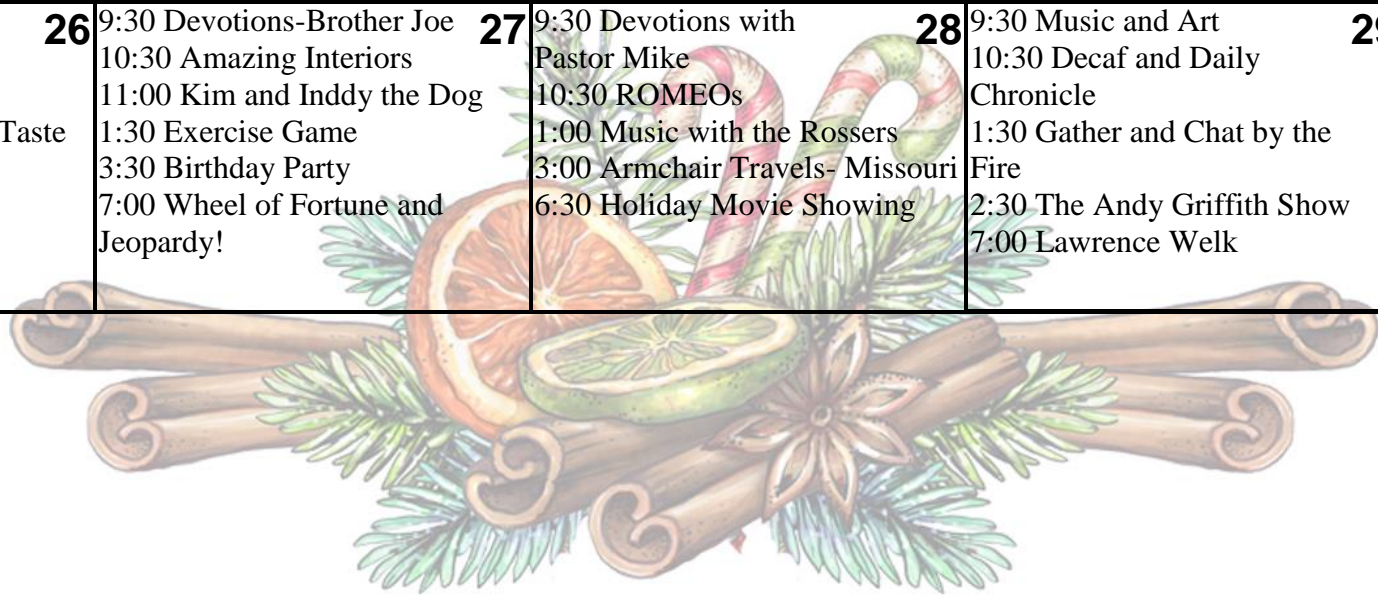 26
Taste
9:30 Devotions-Brother Joe 27
10:30 Amazing Interiors
11:00 Kim and Inddy the Dog
1:30 Exercise Game
3:30 Birthday Party
7:00 Wheel of Fortune and
Jeopardy!
9:30 Devotions with 28
Pastor Mike
10:30 ROMEOs
1:00 Music with the Rossers
3:00 Armchair Travels- Missouri
6:30 Holiday Movie Showing
9:30 Music and Art 29
10:30 Decaf and Daily
Chronicle
1:30 Gather and Chat by the
Fire
2:30 The Andy Griffith Show
7:00 Lawrence Welk